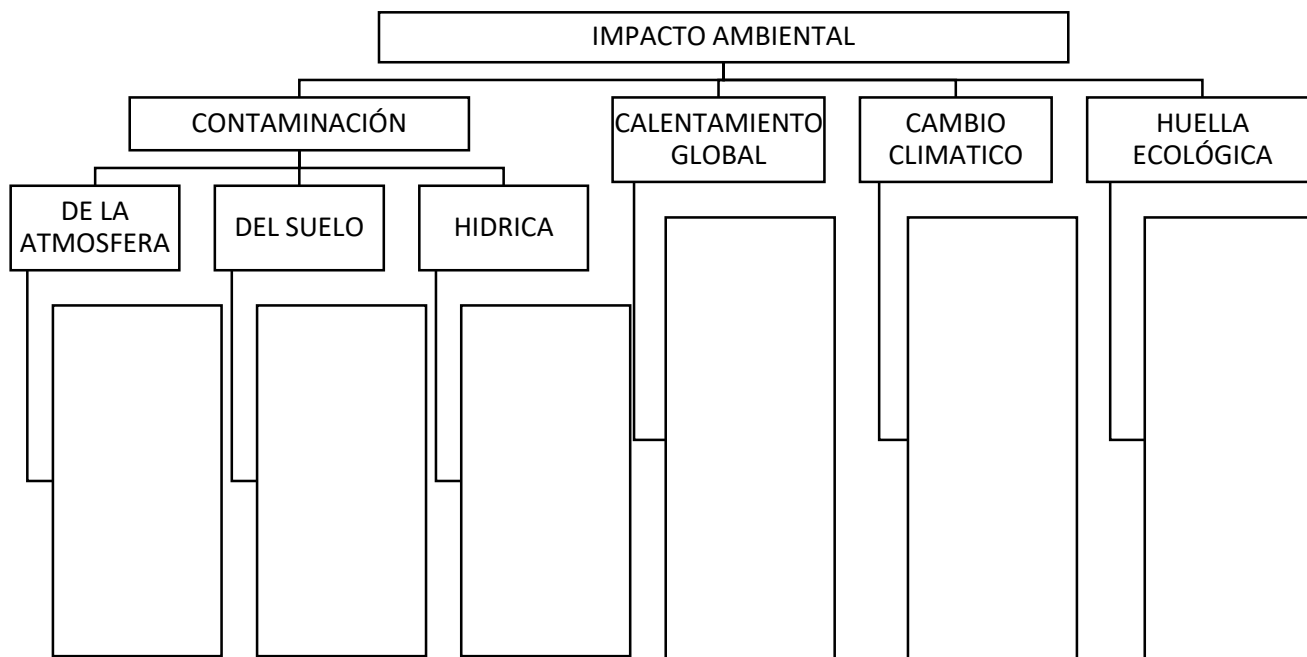 IMPACTO AMBIENTAL
CONTAMINACIÓN
CALENTAMIENTO
GLOBAL
CAMBIO
CLIMATICO
HUELLA
ECOLÓGICA
DE LA
ATMOSFERA
DEL SUELO
HIDRICA